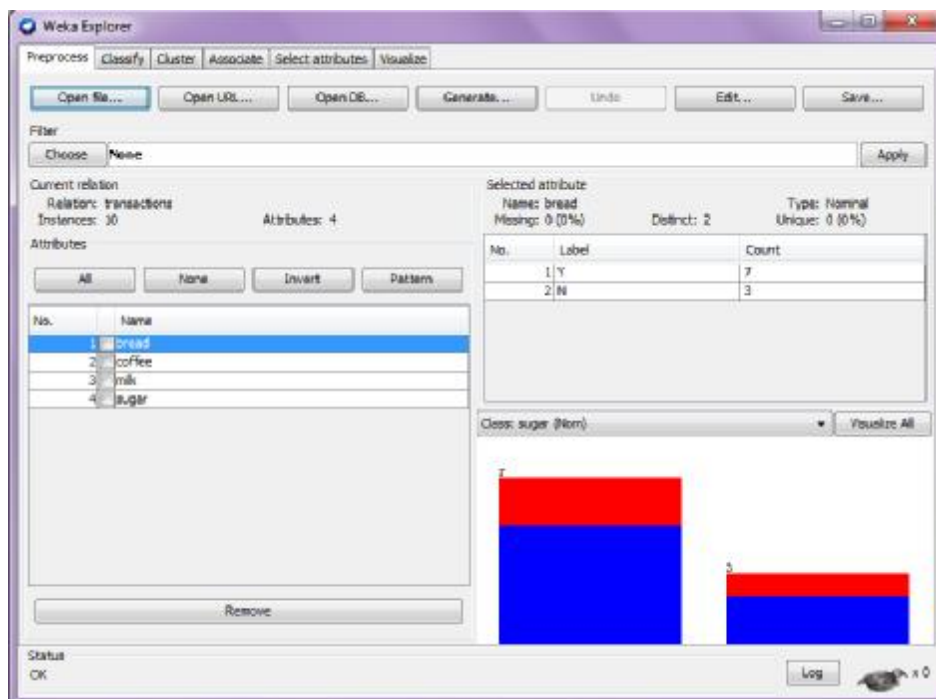 Weka Explorer
Preprocess Classify Cluster Associate Select attributes Visualize
Open file... Open URL... Open DB... Generate... Undo Edit... Save...
Filter
Choose None Apply
Current relation
Relation: transactions
Instances: 10 Attributes: 4
Attributes
All None Invert Pattern
No. Name
1 bread
2 coffee
3 milk
4 sugar
Remove
Selected attribute
Name: bread Type: Nominal
Missing: 0 (0%) Distinct: 2 Unique: 0 (0%)
No. Label Count
1 Y 7
2 N 3
Class: sugar (Nom) Visualize All
7
3
Status
OK Log x 0